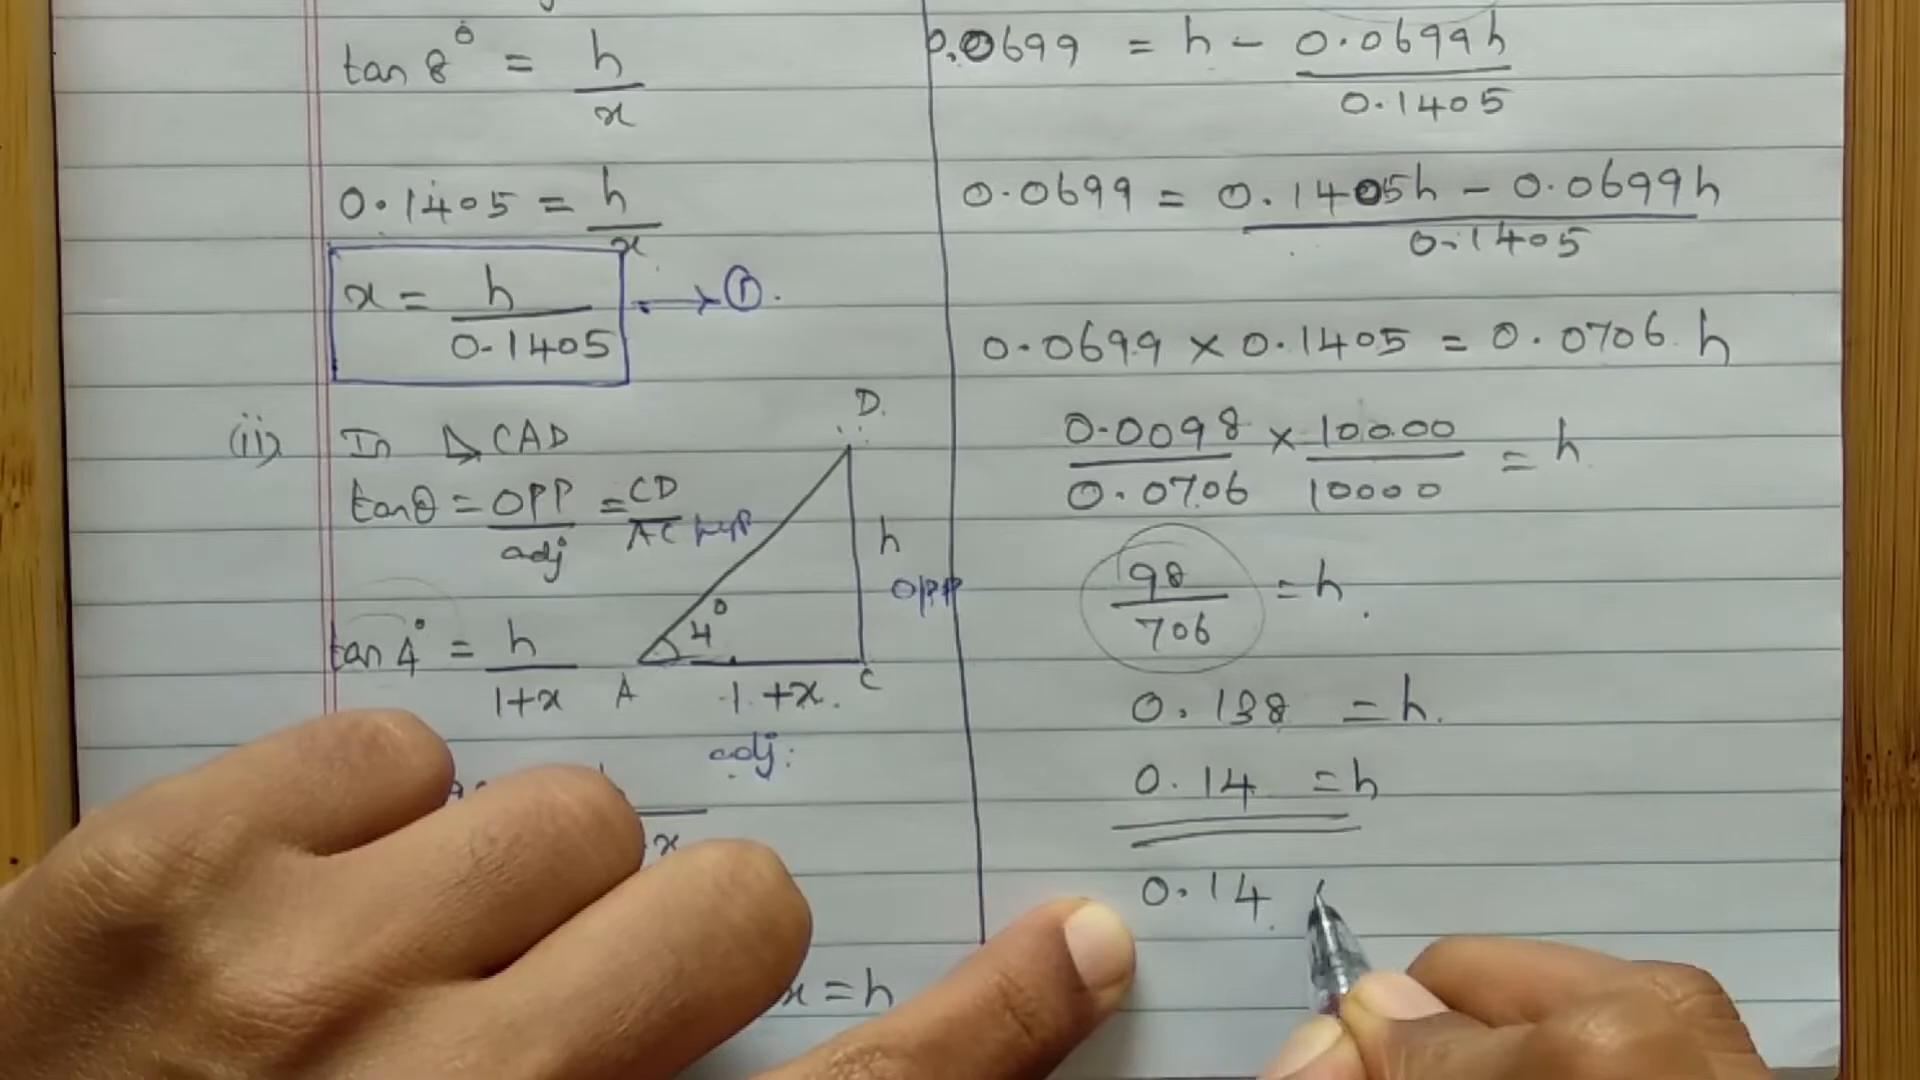 tan 8° = h/x
0.1405 = h/x
x = h/0.1405 → ①.
(ii) In △ CAD
tanθ = OPP/adj = CD/AC
tan 4° = h/1+x
D.
hyP
h
OPP
4°
A 1 + x. C
adj:
x
x = h
0.0699 = h - 0.0699h/0.1405
0.0699 = 0.1405h - 0.0699h/0.1405
0.0699 x 0.1405 = 0.0706 h
0.0098/0.0706 x 10000/10000 = h
98/706 = h.
0.138 = h.
0.14 = h
0.14